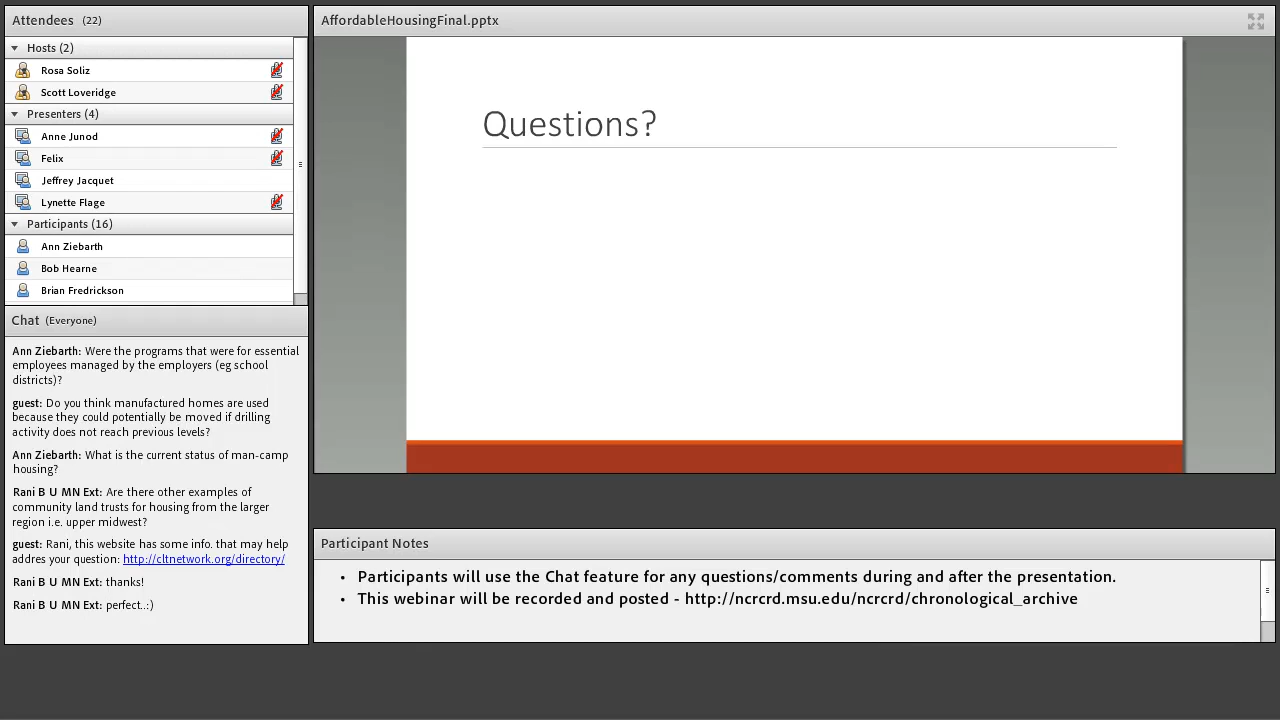 Attendees (22)
Hosts (2)
Rosa Soliz
Scott Loveridge
Presenters (4)
Anne Junod
Felix
Jeffrey Jacquet
Lynette Flage
Participants (16)
Ann Ziebarth
Bob Hearne
Brian Fredrickson
Chat (Everyone)
Ann Ziebarth: Were the programs that were for essential
employees managed by the employers (eg school
districts)?
guest: Do you think manufactured homes are used
because they could potentially be moved if drilling
activity does not reach previous levels?
Ann Ziebarth: What is the current status of man-camp
housing?
Rani B U MN Ext: Are there other examples of
community land trusts for housing from the larger
region i.e. upper midwest?
guest: Rani, this website has some info. that may help
addres your question: http://cltnetwork.org/directory/
Rani B U MN Ext: thanks!
Rani B U MN Ext: perfect..:)
AffordableHousingFinal.pptx
Questions?
Participant Notes
• Participants will use the Chat feature for any questions/comments during and after the presentation.
• This webinar will be recorded and posted - http://ncrcrd.msu.edu/ncrcrd/chronological_archive